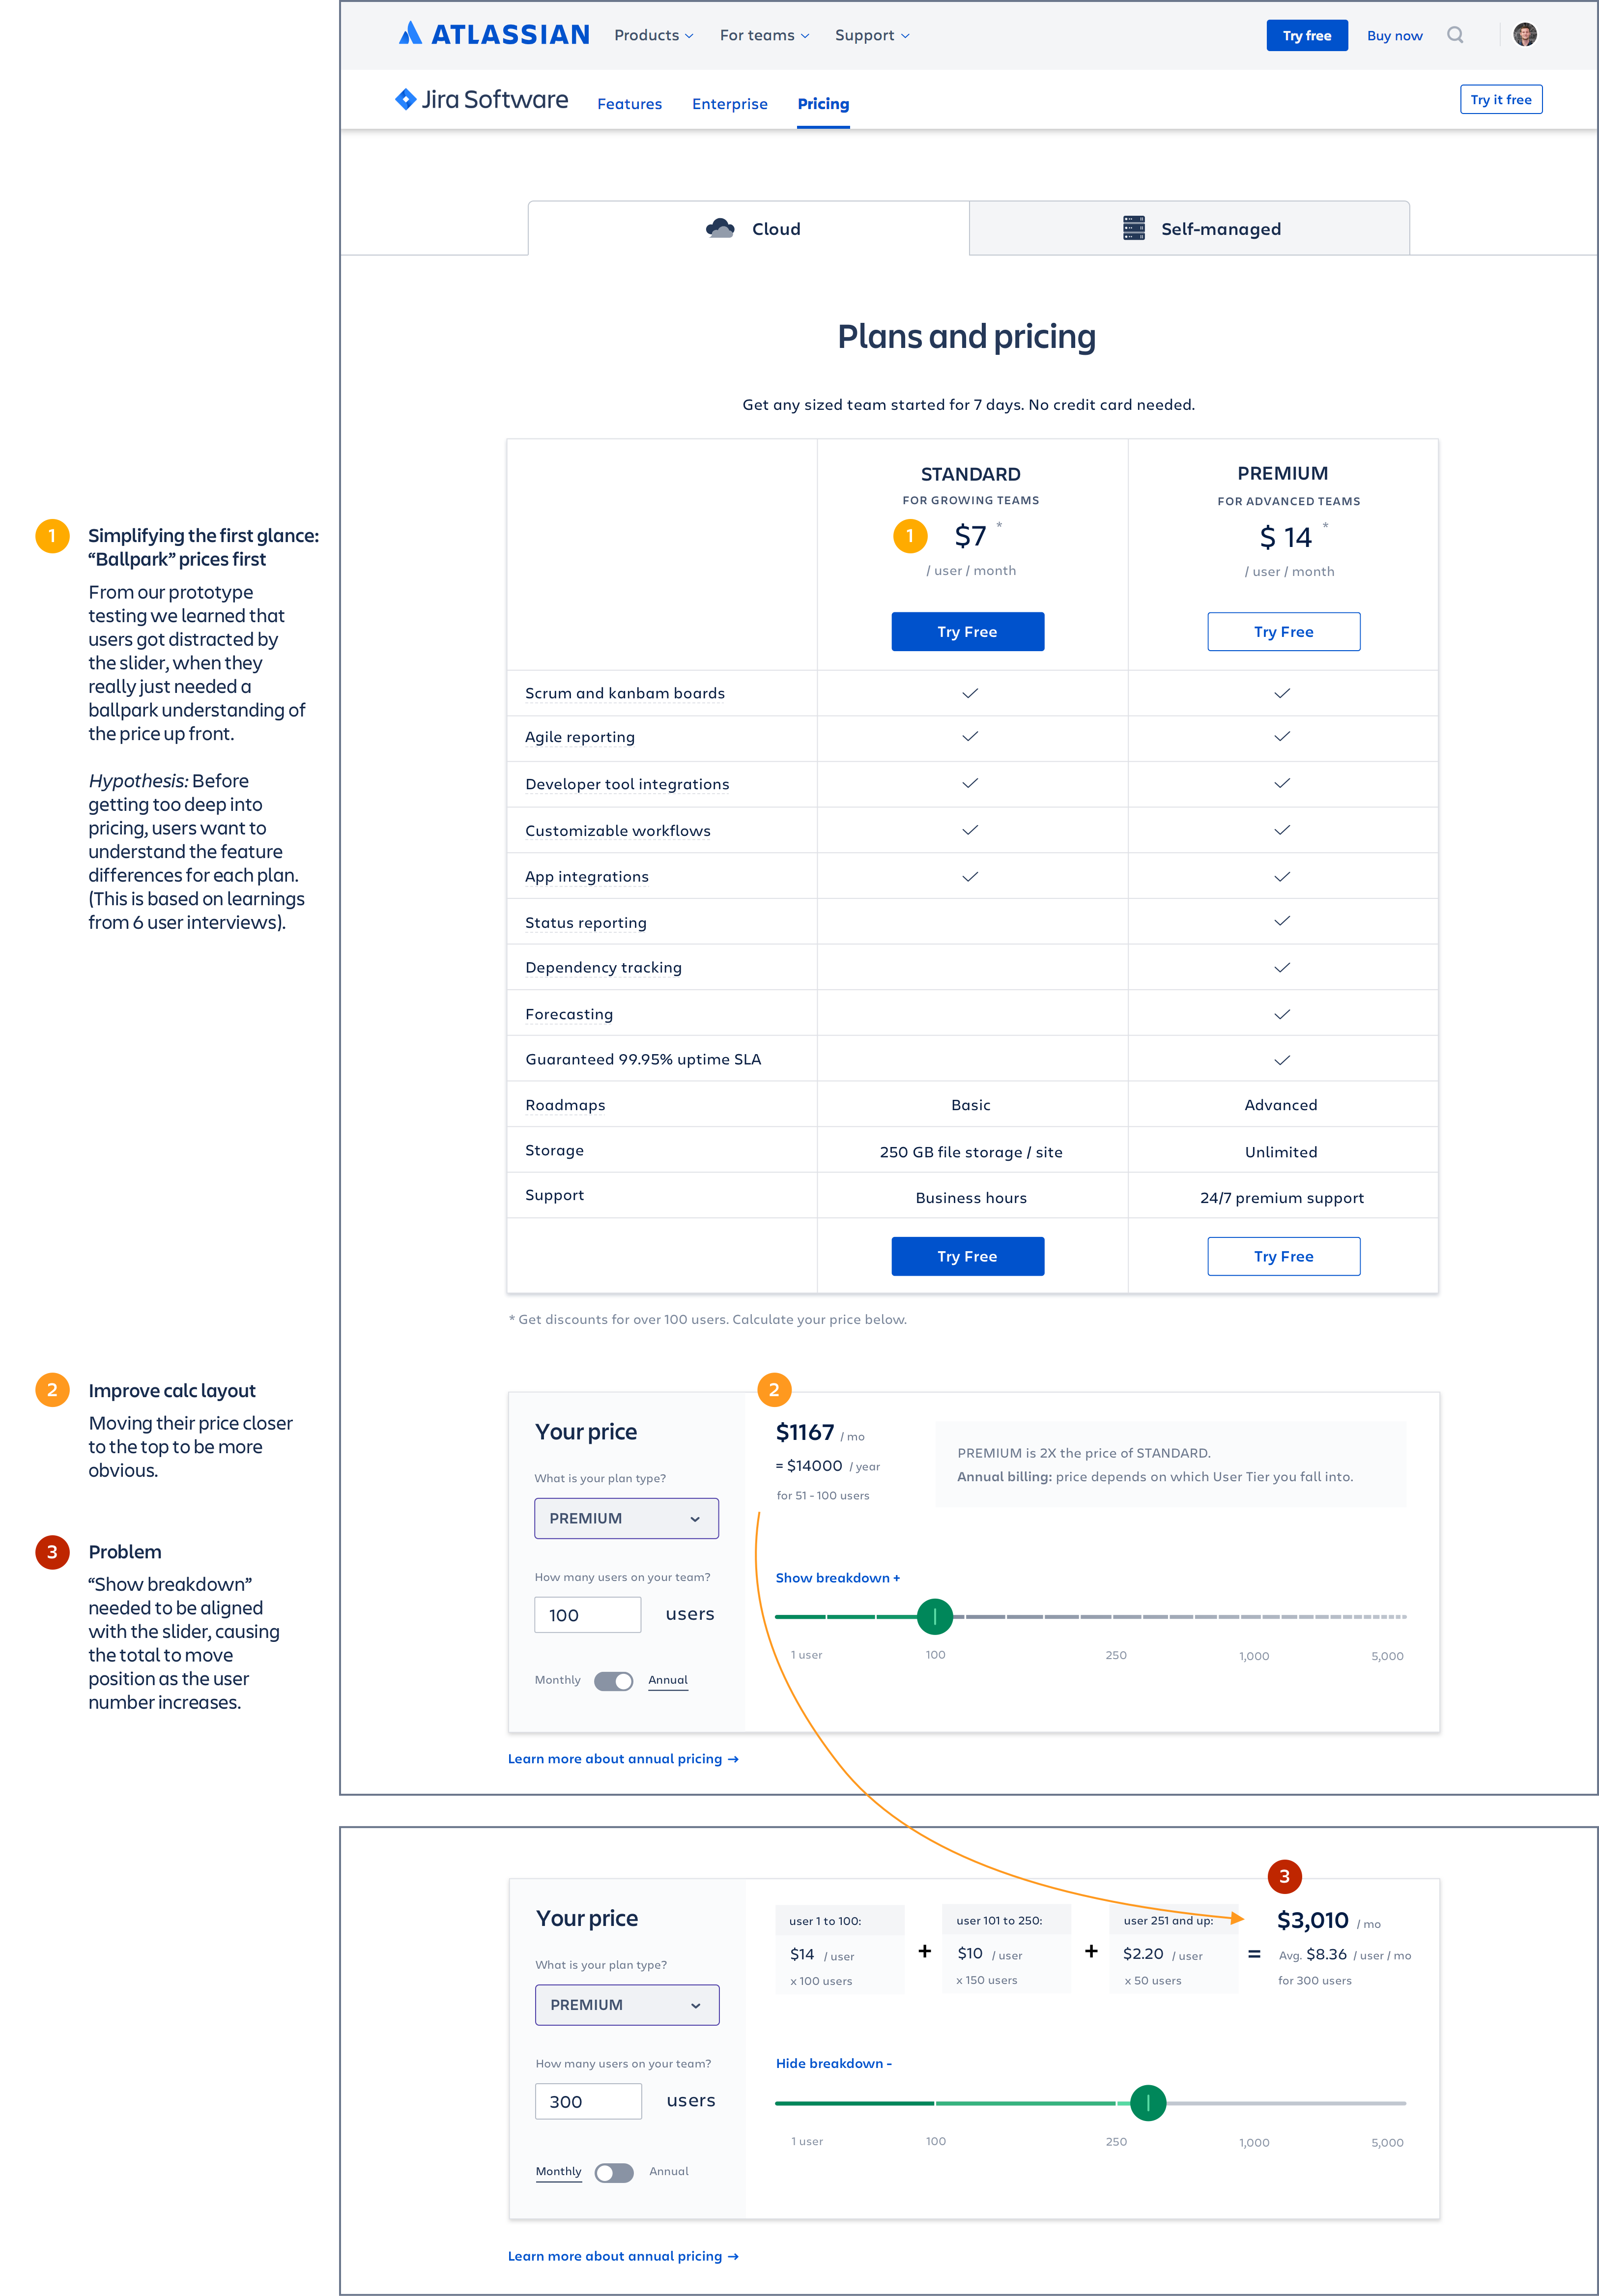 ATLASSIAN Products For teams Support Try free Buy now
Jira Software Features Enterprise Pricing Try it free
Cloud Self-managed
Plans and pricing
Get any sized team started for 7 days. No credit card needed.
STANDARD PREMIUM
FOR GROWING TEAMS FOR ADVANCED TEAMS
1 $7 * $ 14 *
/ user / month / user / month
Try Free Try Free
1 Simplifying the first glance:
“Ballpark” prices first
From our prototype
testing we learned that
users got distracted by
the slider, when they
really just needed a
ballpark understanding of
the price up front.
Hypothesis: Before
getting too deep into
pricing, users want to
understand the feature
differences for each plan.
(This is based on learnings
from 6 user interviews).
Scrum and kanbam boards
Agile reporting
Developer tool integrations
Customizable workflows
App integrations
Status reporting
Dependency tracking
Forecasting
Guaranteed 99.95% uptime SLA
Roadmaps Basic Advanced
Storage 250 GB file storage / site Unlimited
Support Business hours 24/7 premium support
Try Free Try Free
* Get discounts for over 100 users. Calculate your price below.
2 Improve calc layout
Moving their price closer
to the top to be more
obvious.
3 Problem
“Show breakdown”
needed to be aligned
with the slider, causing
the total to move
position as the user
number increases.
2
Your price
What is your plan type?
PREMIUM
How many users on your team?
100 users
Monthly Annual
$1167 / mo
= $14000 / year
for 51 - 100 users
PREMIUM is 2X the price of STANDARD.
Annual billing: price depends on which User Tier you fall into.
Show breakdown +
1 user 100 250 1,000 5,000
Learn more about annual pricing →
3
Your price
What is your plan type?
PREMIUM
How many users on your team?
300 users
Monthly Annual
user 1 to 100: user 101 to 250: user 251 and up: $3,010 / mo
$14 / user + $10 / user + $2.20 / user = Avg. $8.36 / user / mo
x 100 users x 150 users x 50 users for 300 users
Hide breakdown -
1 user 100 250 1,000 5,000
Learn more about annual pricing →